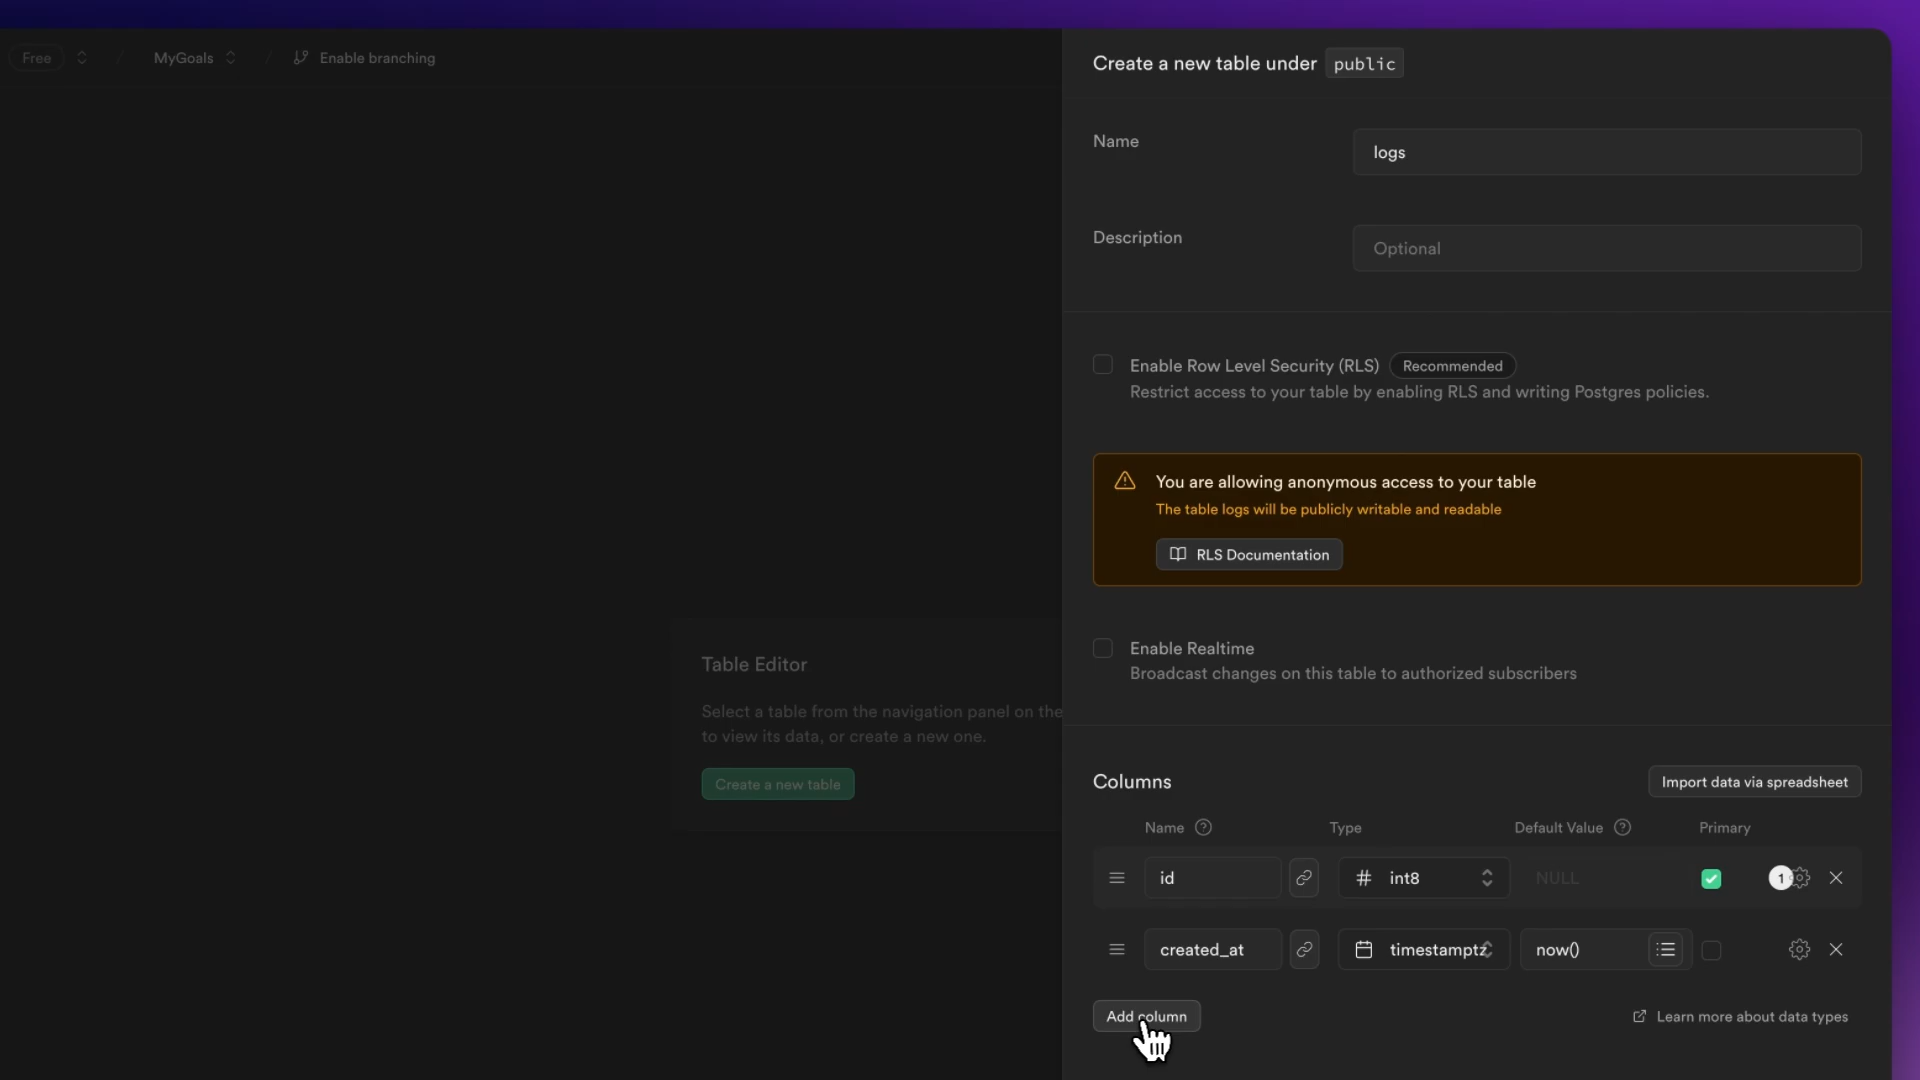 Free
MyGoals
Enable branching
Create a new table under public
Name
logs
Description
Optional
Enable Row Level Security (RLS) Recommended
Restrict access to your table by enabling RLS and writing Postgres policies.
You are allowing anonymous access to your table
The table logs will be publicly writable and readable
RLS Documentation
Enable Realtime
Broadcast changes on this table to authorized subscribers
Table Editor
Select a table from the navigation panel on the
to view its data, or create a new one.
Create a new table
Columns
Import data via spreadsheet
Name Type Default Value Primary
id int8 NULL 1
created_at timestamptz now()
Add column
Learn more about data types